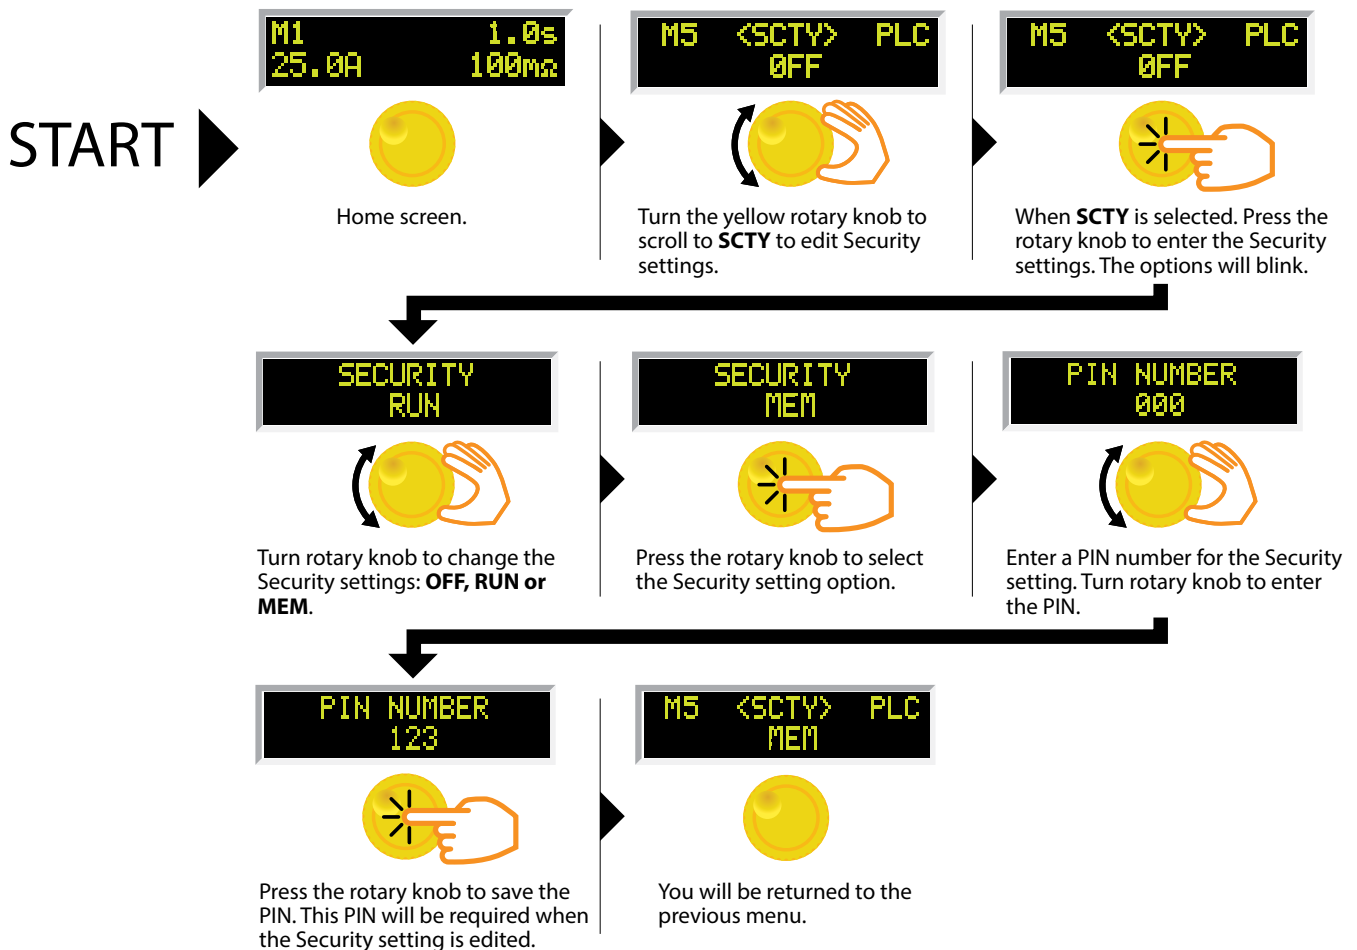 START
M1 1.0s
25.0A 100mΩ
Home screen.
M5 <SCTY> PLC
OFF
Turn the yellow rotary knob to
scroll to SCTY to edit Security
settings.
M5 <SCTY> PLC
OFF
When SCTY is selected. Press the
rotary knob to enter the Security
settings. The options will blink.
SECURITY
RUN
Turn rotary knob to change the
Security settings: OFF, RUN or
MEM.
SECURITY
MEM
Press the rotary knob to select
the Security setting option.
PIN NUMBER
000
Enter a PIN number for the Security
setting. Turn rotary knob to enter
the PIN.
PIN NUMBER
123
Press the rotary knob to save the
PIN. This PIN will be required when
the Security setting is edited.
M5 <SCTY> PLC
MEM
You will be returned to the
previous menu.